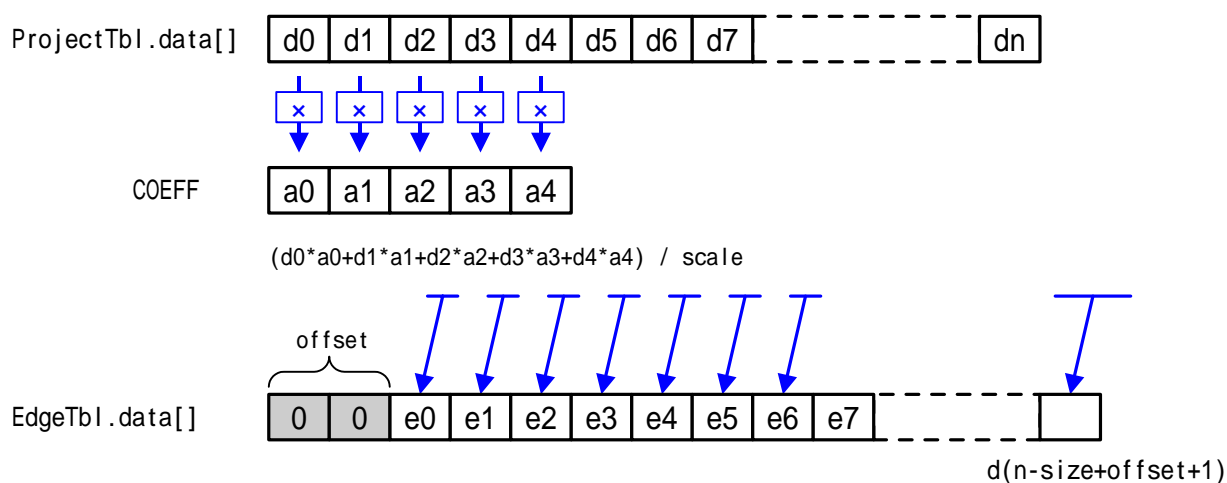 ProjectTbl.data[] d0 d1 d2 d3 d4 d5 d6 d7 dn
× × × × ×
COEFF a0 a1 a2 a3 a4
(d0*a0+d1*a1+d2*a2+d3*a3+d4*a4) / scale
offset
EdgeTbl.data[] 0 0 e0 e1 e2 e3 e4 e5 e6 e7
d(n-size+offset+1)